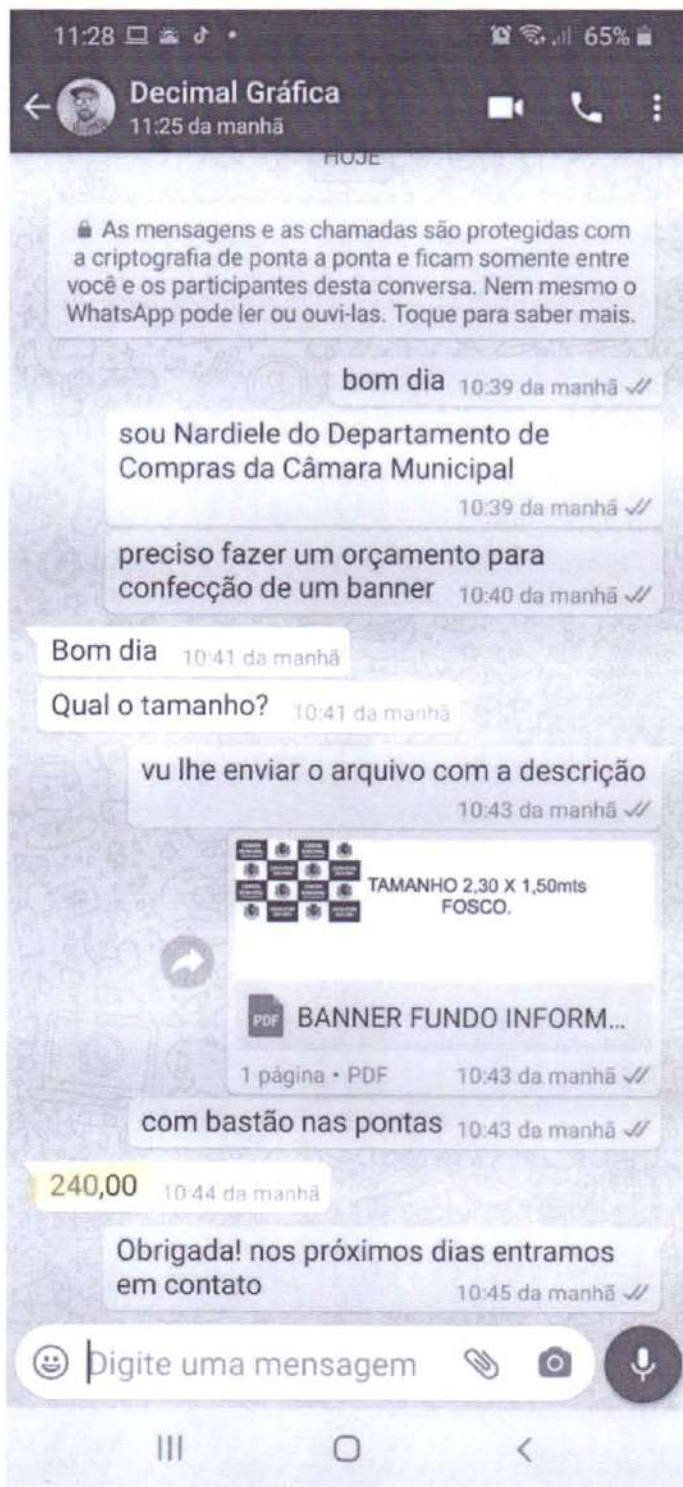 11:28
65%
Decimal Gráfica
11:25 da manhã
HOJE
As mensagens e as chamadas são protegidas com
a criptografia de ponta a ponta e ficam somente entre
você e os participantes desta conversa. Nem mesmo o
WhatsApp pode ler ou ouvi-las. Toque para saber mais.
bom dia 10:39 da manhã
sou Nardiele do Departamento de
Compras da Câmara Municipal
10:39 da manhã
preciso fazer um orçamento para
confecção de um banner 10:40 da manhã
Bom dia 10:41 da manhã
Qual o tamanho? 10:41 da manhã
vu lhe enviar o arquivo com a descrição
10:43 da manhã
TAMANHO 2,30 X 1,50mts
FOSCO.
PDF BANNER FUNDO INFORM...
1 página • PDF 10:43 da manhã
com bastão nas pontas 10:43 da manhã
240,00 10:44 da manhã
Obrigada! nos próximos dias entramos
em contato 10:45 da manhã
Digite uma mensagem